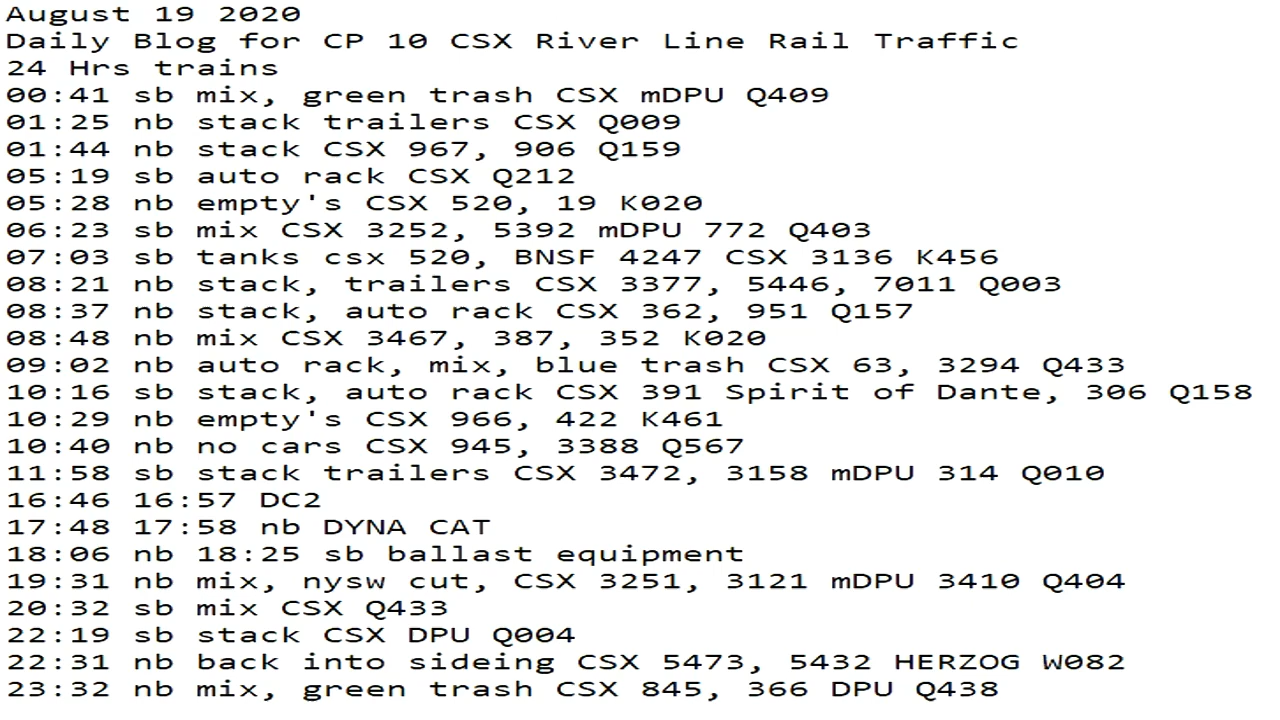 August 19 2020
Daily Blog for CP 10 CSX River Line Rail Traffic
24 Hrs trains
00:41 sb mix, green trash CSX mDPU Q409
01:25 nb stack trailers CSX Q009
01:44 nb stack CSX 967, 906 Q159
05:19 sb auto rack CSX Q212
05:28 nb empty's CSX 520, 19 K020
06:23 sb mix CSX 3252, 5392 mDPU 772 Q403
07:03 sb tanks csx 520, BNSF 4247 CSX 3136 K456
08:21 nb stack, trailers CSX 3377, 5446, 7011 Q003
08:37 nb stack, auto rack CSX 362, 951 Q157
08:48 nb mix CSX 3467, 387, 352 K020
09:02 nb auto rack, mix, blue trash CSX 63, 3294 Q433
10:16 sb stack, auto rack CSX 391 Spirit of Dante, 306 Q158
10:29 nb empty's CSX 966, 422 K461
10:40 nb no cars CSX 945, 3388 Q567
11:58 sb stack trailers CSX 3472, 3158 mDPU 314 Q010
16:46 16:57 DC2
17:48 17:58 nb DYNA CAT
18:06 nb 18:25 sb ballast equipment
19:31 nb mix, nysw cut, CSX 3251, 3121 mDPU 3410 Q404
20:32 sb mix CSX Q433
22:19 sb stack CSX DPU Q004
22:31 nb back into sideing CSX 5473, 5432 HERZOG W082
23:32 nb mix, green trash CSX 845, 366 DPU Q438